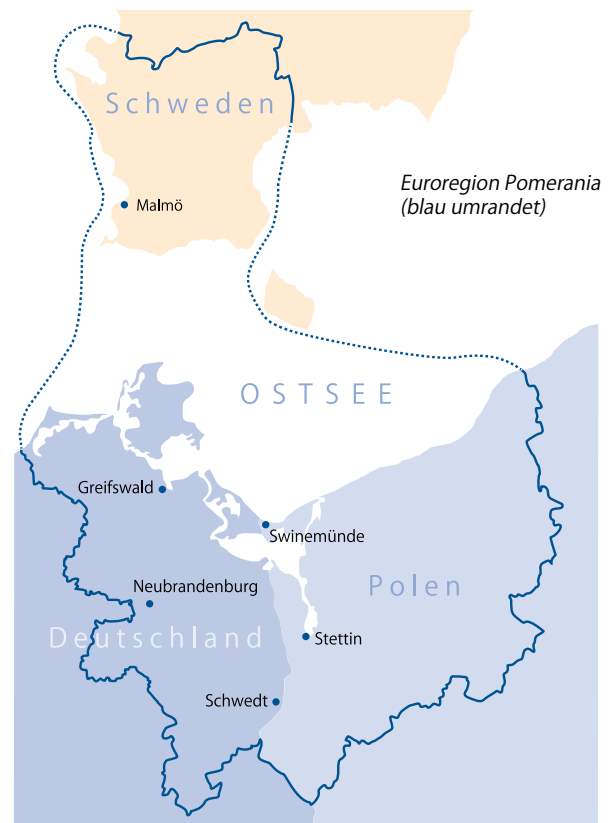 Schweden
Euroregion Pomerania
(blau umrandet)
Malmö
OSTSEE
Greifswald
Swinemünde
Neubrandenburg
Polen
Deutschland
Stettin
Schwedt